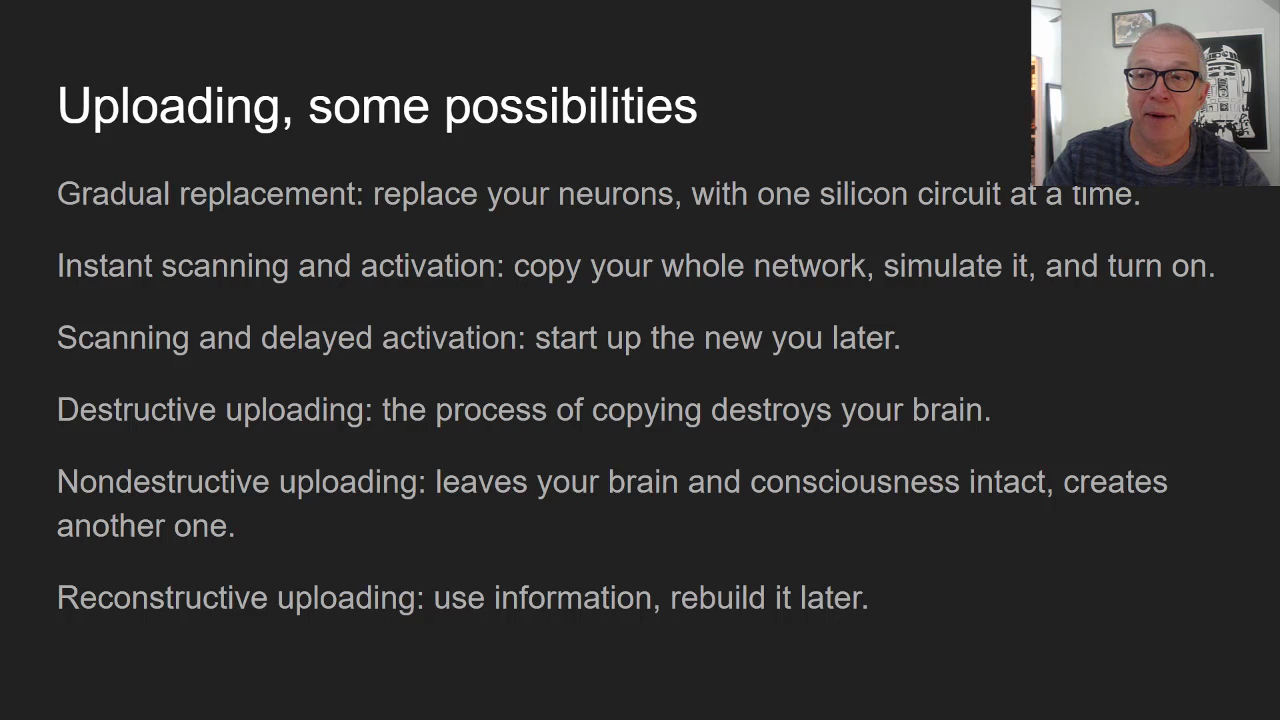 Uploading, some possibilities
Gradual replacement: replace your neurons, with one silicon circuit at a time.
Instant scanning and activation: copy your whole network, simulate it, and turn on.
Scanning and delayed activation: start up the new you later.
Destructive uploading: the process of copying destroys your brain.
Nondestructive uploading: leaves your brain and consciousness intact, creates
another one.
Reconstructive uploading: use information, rebuild it later.